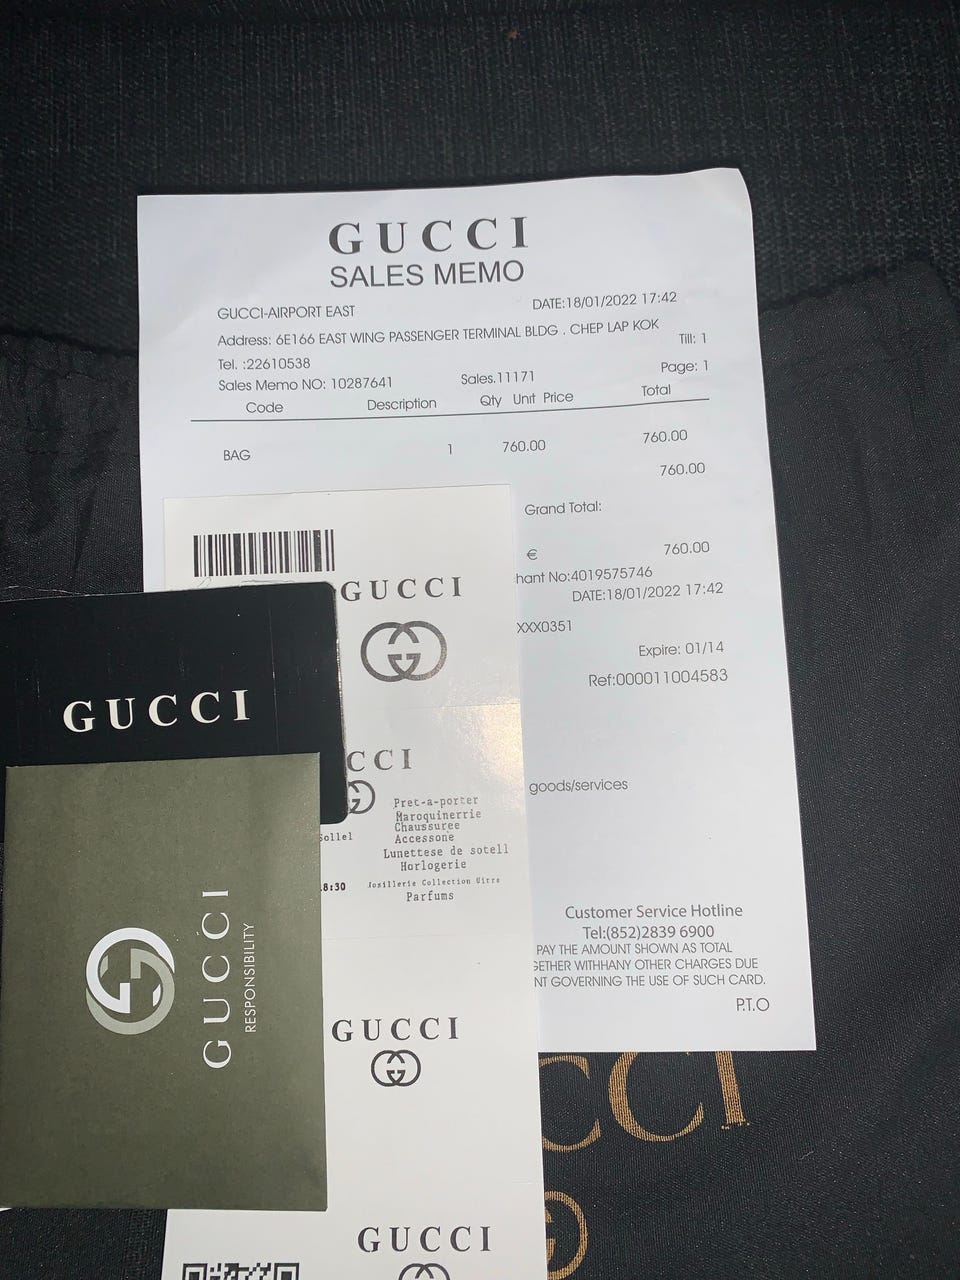 GUCCI
SALES MEMO
GUCCI-AIRPORT EAST
DATE:18/01/2022 17:42
Address: 6E166 EAST WING PASSENGER TERMINAL BLDG . CHEP LAP KOK
Tel. :22610538
Till: 1
Sales Memo NO: 10287641
Sales.11171
Page: 1
Code Description Qty Unit Price Total
BAG 1 760.00 760.00
760.00
Grand Total:
€ 760.00
hant No:4019575746
DATE:18/01/2022 17:42
XXX0351
Expire: 01/14
Ref:000011004583
goods/services
Customer Service Hotline
Tel:(852)2839 6900
PAY THE AMOUNT SHOWN AS TOTAL
GETHER WITHHANY OTHER CHARGES DUE
NT GOVERNING THE USE OF SUCH CARD.
P.T.O
GUCCI
CCI
Pret-a-porter
Maroquinerie
Chaussuree
Accessone
Sollel
Lunettese de sotell
Horlogerie
8:30
Josillerie Collection Uitre
Parfums
GUCCI
GUCCI
GUCCI
GUCCI
RESPONSIBILITY
CCI